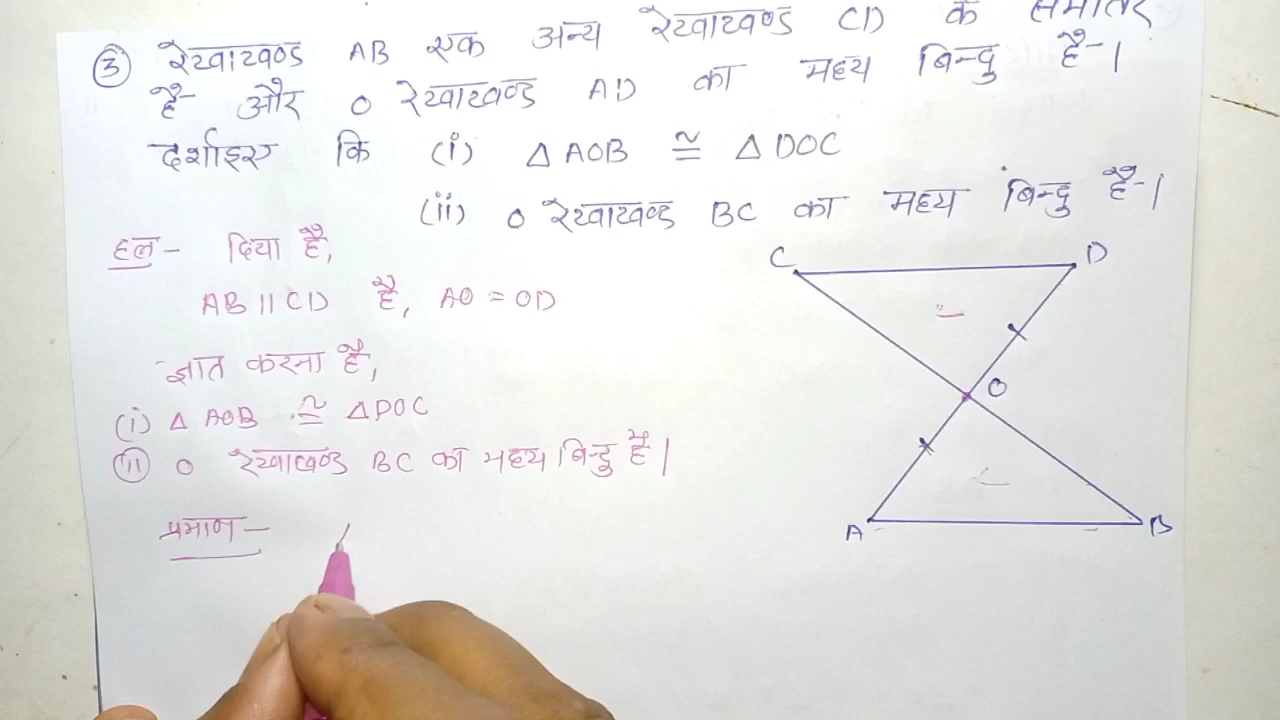 ③ रेखाखण्ड AB एक अन्य रेखाखण्ड CD के समांतर
है और O रेखाखण्ड AD का मध्य बिन्दु है।
दर्शाइए कि (i) △AOB ≅ △DOC
(ii) O रेखाखण्ड BC का मध्य बिन्दु है।
हल- दिया है,
AB || CD है, AO = OD
ज्ञात करना है,
(i) △ AOB ≅ △DOC
(ii) O रेखाखण्ड BC का मध्य बिन्दु है।
प्रमाण-
C D
O
A B